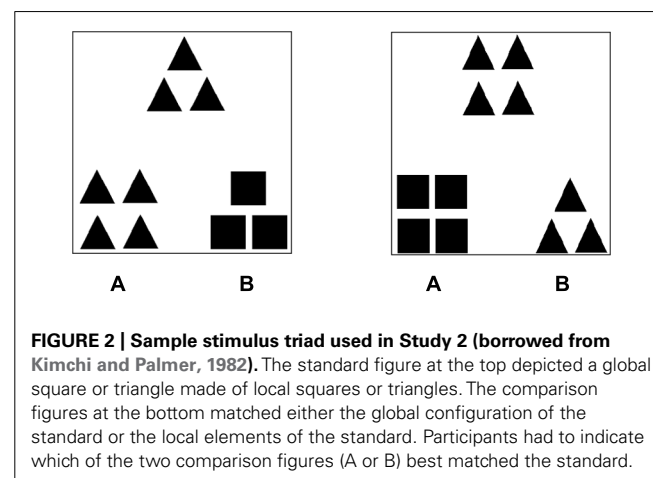 A B A B
FIGURE 2 | Sample stimulus triad used in Study 2 (borrowed from
Kimchi and Palmer, 1982). The standard figure at the top depicted a global
square or triangle made of local squares or triangles. The comparison
figures at the bottom matched either the global configuration of the
standard or the local elements of the standard. Participants had to indicate
which of the two comparison figures (A or B) best matched the standard.